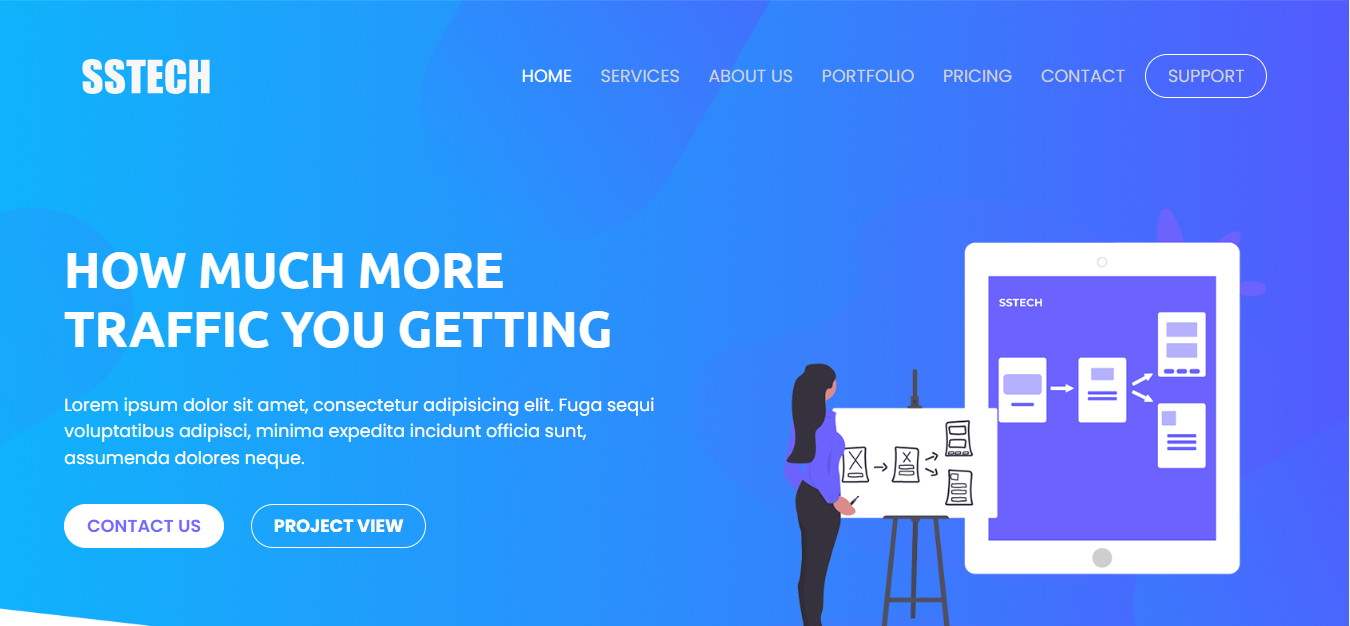 SSTECH
HOME SERVICES ABOUT US PORTFOLIO PRICING CONTACT SUPPORT
HOW MUCH MORE
TRAFFIC YOU GETTING
Lorem ipsum dolor sit amet, consectetur adipisicing elit. Fuga sequi
voluptatibus adipisci, minima expedita incidunt officia sunt,
assumenda dolores neque.
CONTACT US PROJECT VIEW
SSTECH